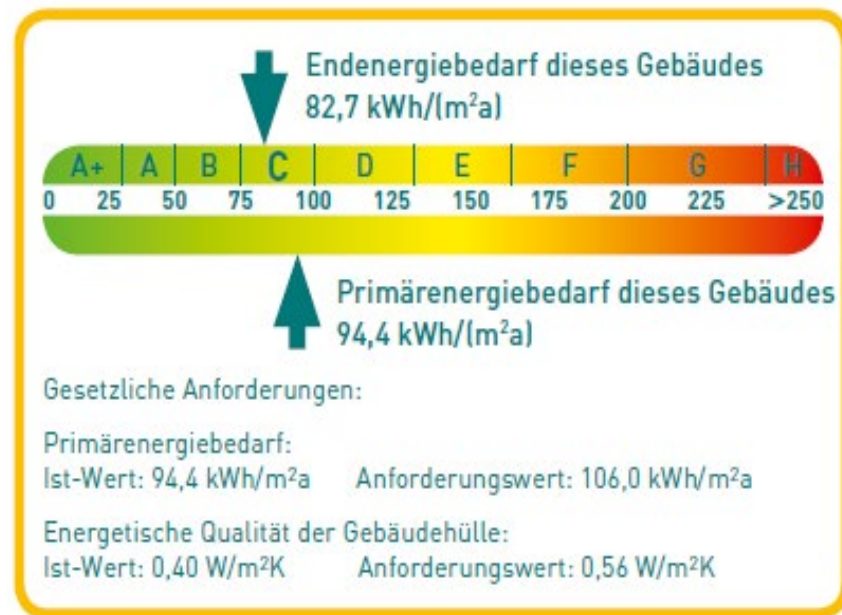 Endenergiebedarf dieses Gebäudes
82,7 kWh/(m²a)
A+ A B C D E F G H
0 25 50 75 100 125 150 175 200 225 >250
Primärenergiebedarf dieses Gebäudes
94,4 kWh/(m²a)
Gesetzliche Anforderungen:
Primärenergiebedarf:
Ist-Wert: 94,4 kWh/m²a Anforderungswert: 106,0 kWh/m²a
Energetische Qualität der Gebäudehülle:
Ist-Wert: 0,40 W/m²K Anforderungswert: 0,56 W/m²K